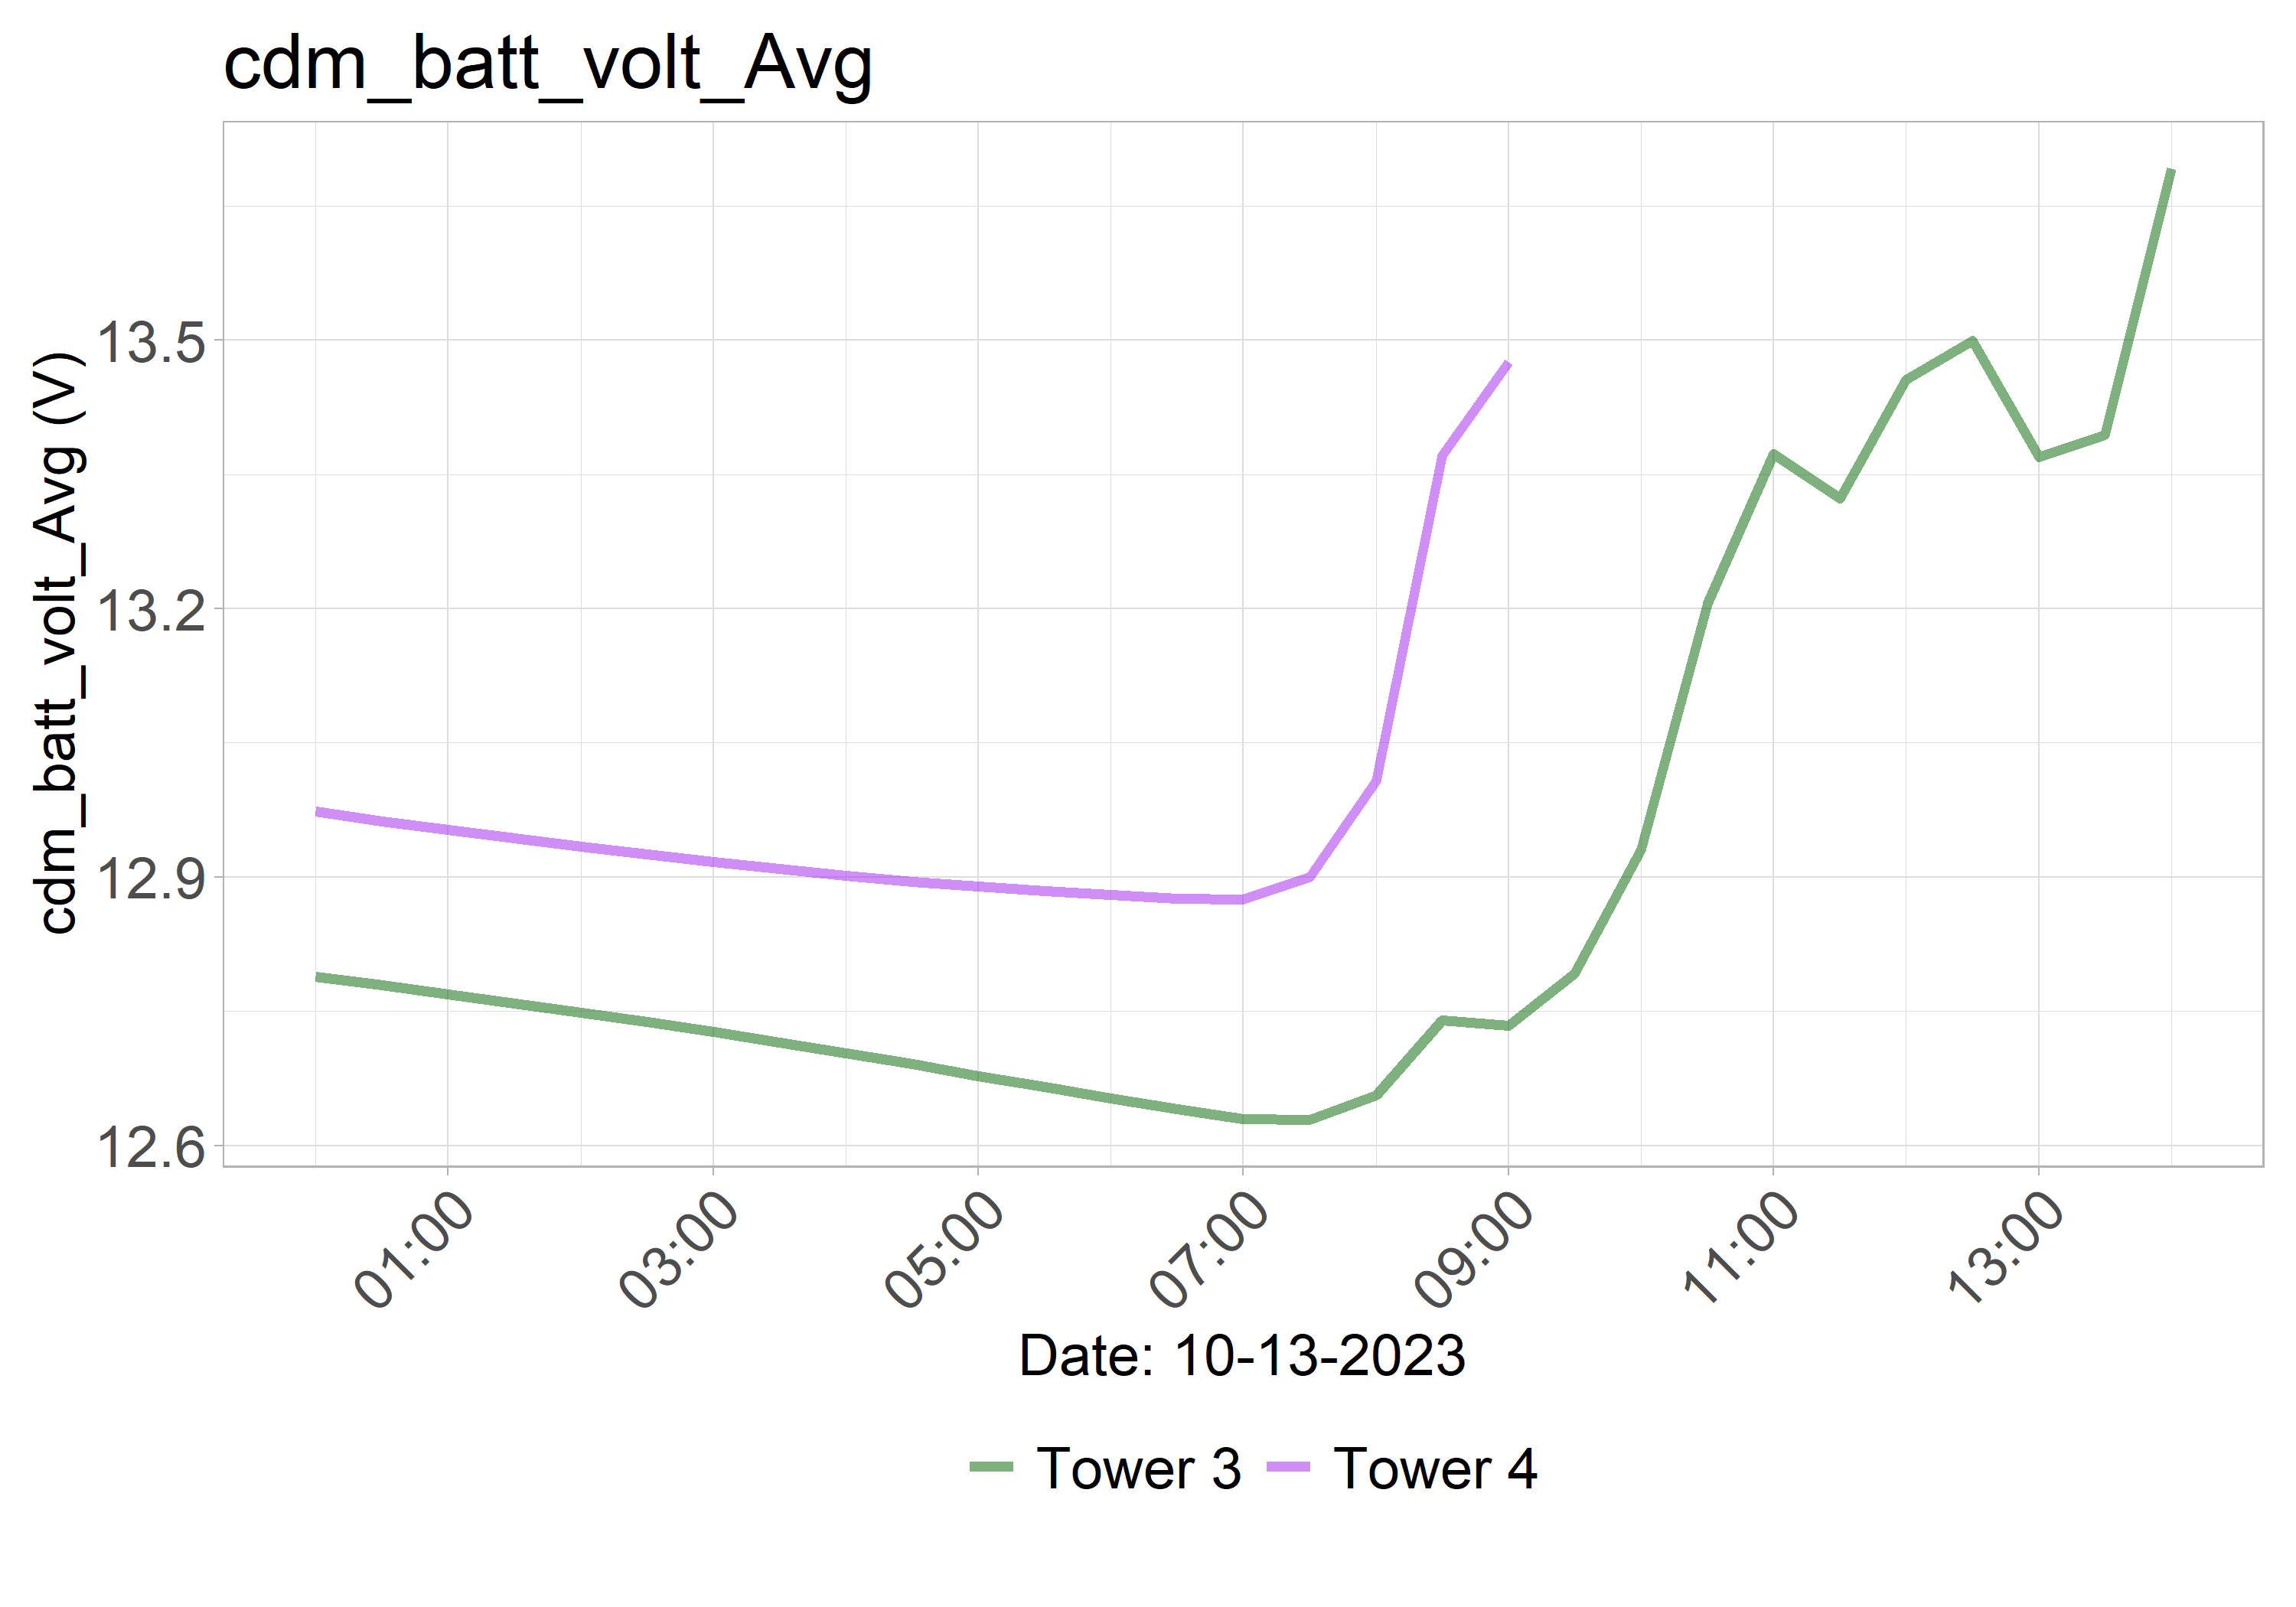 cdm_batt_volt_Avg
cdm_batt_volt_Avg (V)
13.5
13.2
12.9
12.6
01:00 03:00 05:00 07:00 09:00 11:00 13:00
Date: 10-13-2023
Tower 3 Tower 4